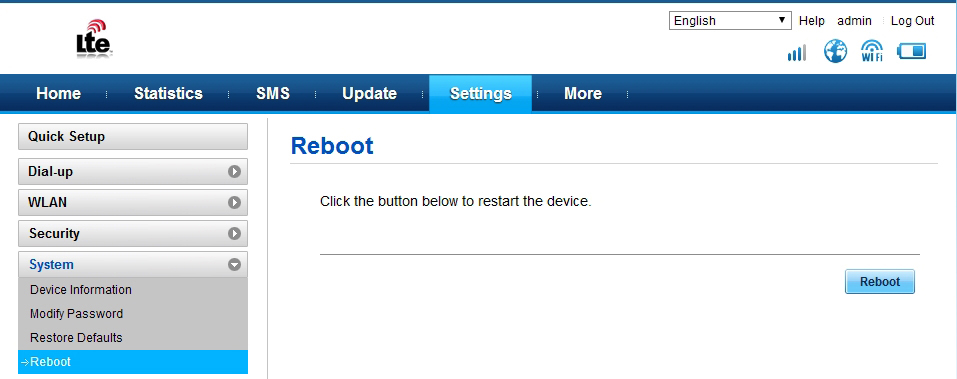 English Help admin Log Out
Lte
WiFi
Home Statistics SMS Update Settings More
Quick Setup
Dial-up
WLAN
Security
System
Device Information
Modify Password
Restore Defaults
Reboot
Reboot
Click the button below to restart the device.
Reboot